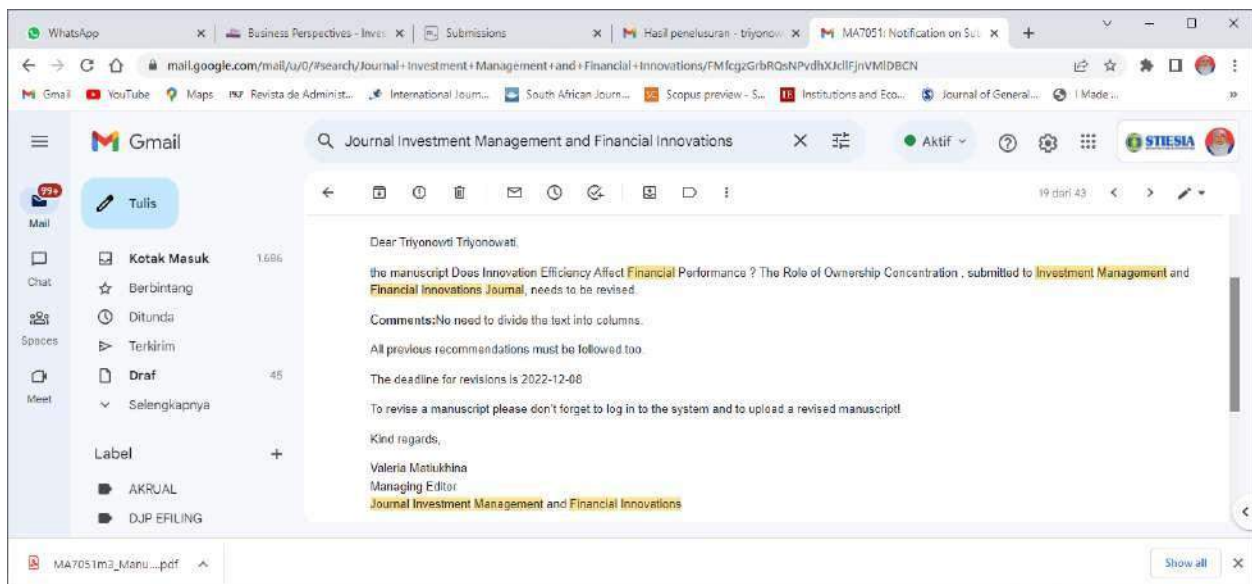 WhatsApp
Business Perspectives - Inves
Submissions
Hasil penelusuran - triyonow
MA7051: Notification on Sub
mail.google.com/mail/u/0/#search/Journal+Investment+Management+and+Financial+Innovations/
Gmail
YouTube
Maps
Revista de Administ...
International Journ...
South African Journ...
Scopus preview - S...
Institutions and Eco...
Journal of General...
I Made ...
Gmail
Journal Investment Management and Financial Innovations
Aktif
STIESIA
99+
Mail
Chat
Spaces
Meet
Tulis
Kotak Masuk 1.686
Berbintang
Ditunda
Terkirim
Draf 45
Selengkapnya
Label
AKRUAL
DJP EFILING
19 dari 43
Dear Triyonowti Triyonowati,
the manuscript Does Innovation Efficiency Affect Financial Performance ? The Role of Ownership Concentration , submitted to Investment Management and
Financial Innovations Journal, needs to be revised.
Comments:No need to divide the text into columns.
All previous recommendations must be followed too.
The deadline for revisions is 2022-12-08
To revise a manuscript please don't forget to log in to the system and to upload a revised manuscript!
Kind regards,
Valeria Matiukhina
Managing Editor
Journal Investment Management and Financial Innovations
MA7051m3_Manu....pdf
Show all